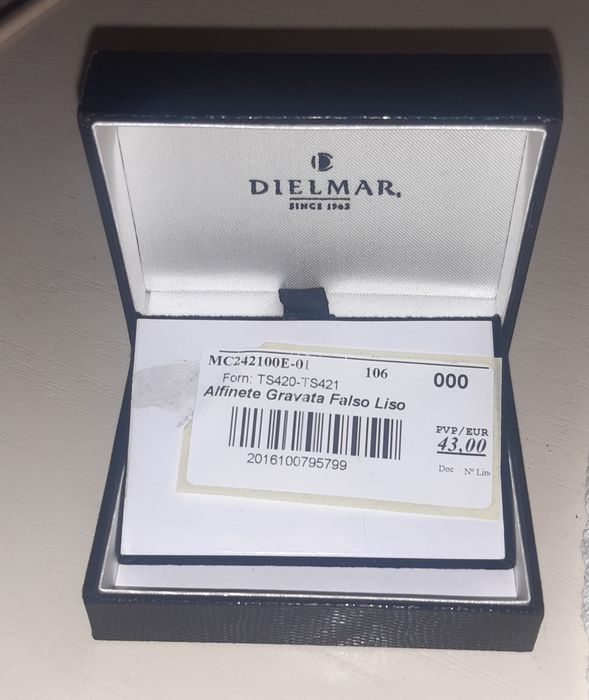 DIELMAR
SINCE 1962
MC242100E-01 106 000
Forn: TS420-TS421
Alfinete Gravata Falso Liso
PVP/EUR
43,00
2016100795799
Doc Nº Lin